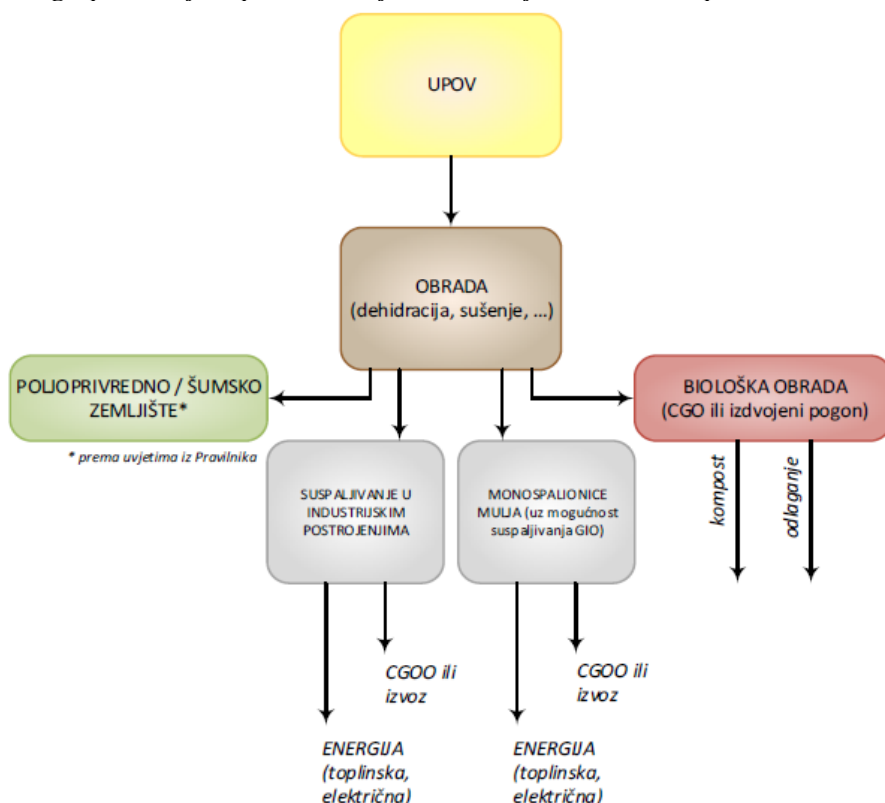 UPOV
OBRADA
(dehidracija, sušenje, ...)
POLJOPRIVREDNO / ŠUMSKO
ZEMLJIŠTE*
* prema uvjetima iz Pravilnika
BIOLOŠKA OBRADA
(CGO ili izdvojeni pogon)
SUSPALJIVANJE U
INDUSTRIJSKIM
POSTROJENJIMA
MONOSPALIONICE
MULJA (uz mogućnost
suspaljivanja GIO)
kompost
odlaganje
CGOO ili
izvoz
CGOO ili
izvoz
ENERGIJA
(toplinska,
električna)
ENERGIJA
(toplinska,
električna)